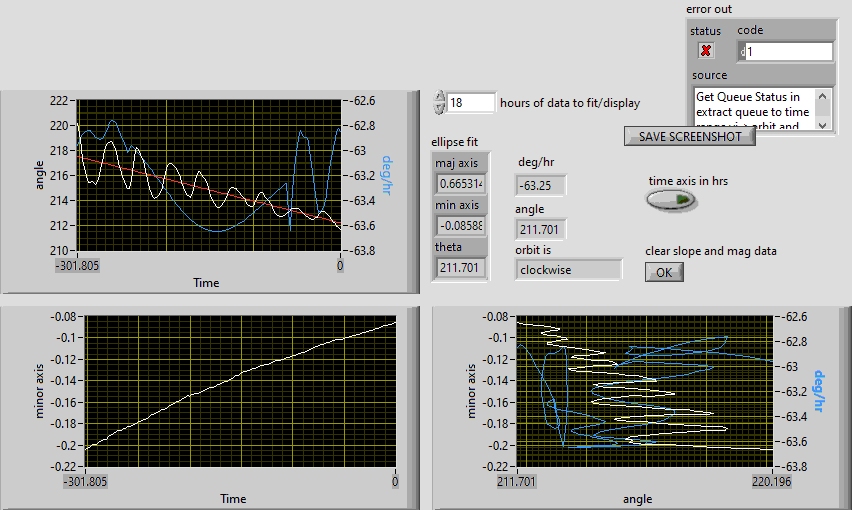 error out
status
code
d 1
source
Get Queue Status in
extract queue to time
SAVE SCREENSHOT
18
hours of data to fit/display
ellipse fit
maj axis
0.665314
min axis
-0.08588
theta
211.701
deg/hr
-63.25
angle
211.701
orbit is
clockwise
time axis in hrs
clear slope and mag data
OK
222
220
218
216
214
212
210
angle
-62.6
-62.8
-63
-63.2
-63.4
-63.6
-63.8
deg/hr
-301.805
0
Time
-0.08
-0.1
-0.12
-0.14
-0.16
-0.18
-0.2
-0.22
minor axis
-301.805
0
Time
-0.08
-0.1
-0.12
-0.14
-0.16
-0.18
-0.2
-0.22
minor axis
-62.6
-62.8
-63
-63.2
-63.4
-63.6
-63.8
deg/hr
211.701
220.196
angle